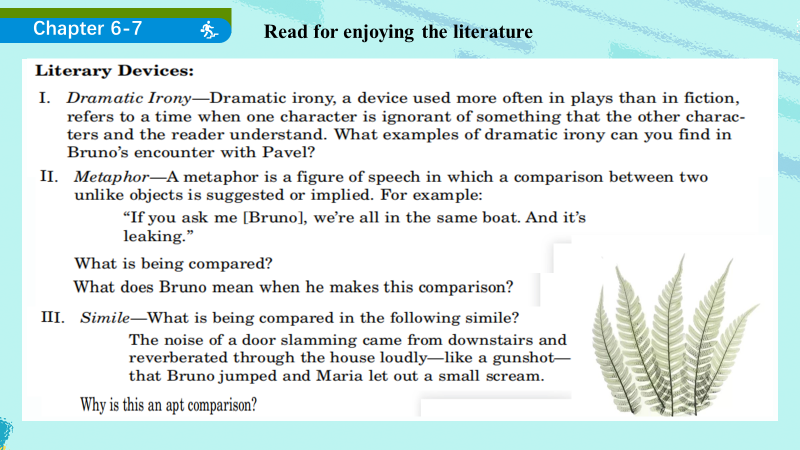 Chapter 6-7
Read for enjoying the literature
Literary Devices:
I. Dramatic Irony—Dramatic irony, a device used more often in plays than in fiction,
refers to a time when one character is ignorant of something that the other charac-
ters and the reader understand. What examples of dramatic irony can you find in
Bruno's encounter with Pavel?
II. Metaphor—A metaphor is a figure of speech in which a comparison between two
unlike objects is suggested or implied. For example:
"If you ask me [Bruno], we're all in the same boat. And it's
leaking."
What is being compared?
What does Bruno mean when he makes this comparison?
III. Simile—What is being compared in the following simile?
The noise of a door slamming came from downstairs and
reverberated through the house loudly—like a gunshot—
that Bruno jumped and Maria let out a small scream.
Why is this an apt comparison?